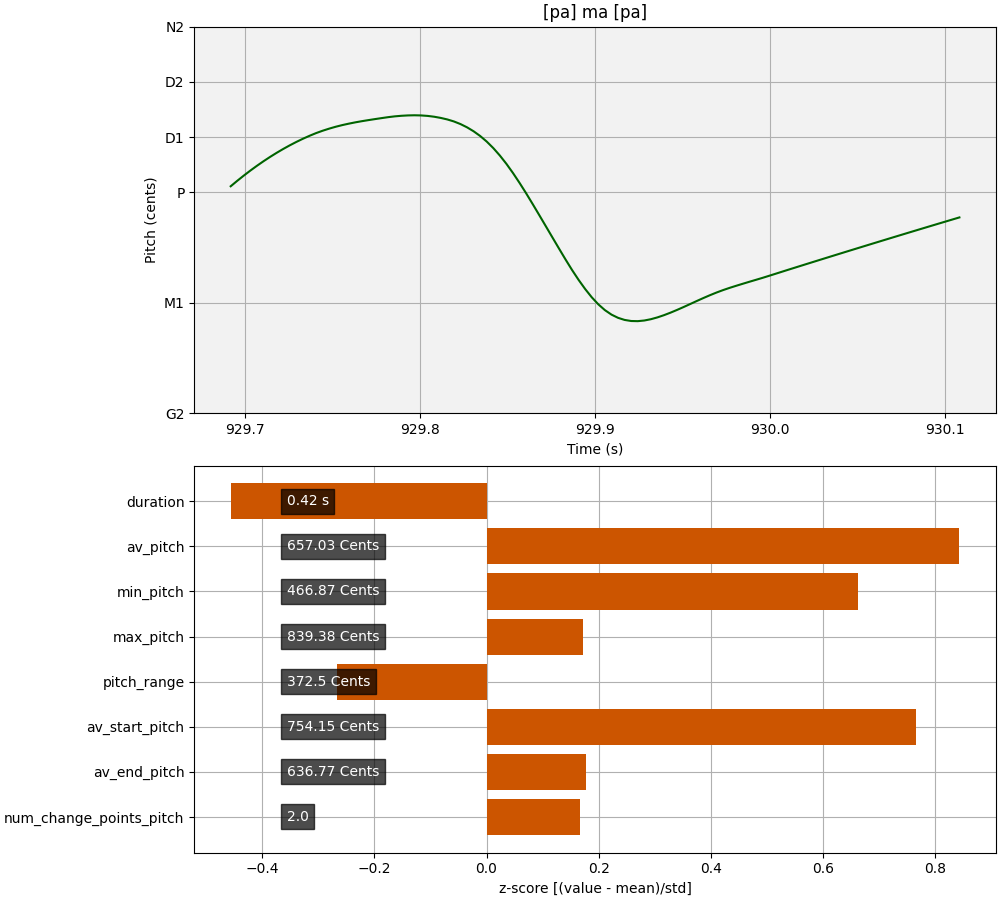 [pa] ma [pa]
N2
D2
D1
P
M1
G2
Pitch (cents)
929.7 929.8 929.9 930.0 930.1
Time (s)
duration 0.42 s
av_pitch 657.03 Cents
min_pitch 466.87 Cents
max_pitch 839.38 Cents
pitch_range 372.5 Cents
av_start_pitch 754.15 Cents
av_end_pitch 636.77 Cents
num_change_points_pitch 2.0
−0.4 −0.2 0.0 0.2 0.4 0.6 0.8
z-score [(value - mean)/std]